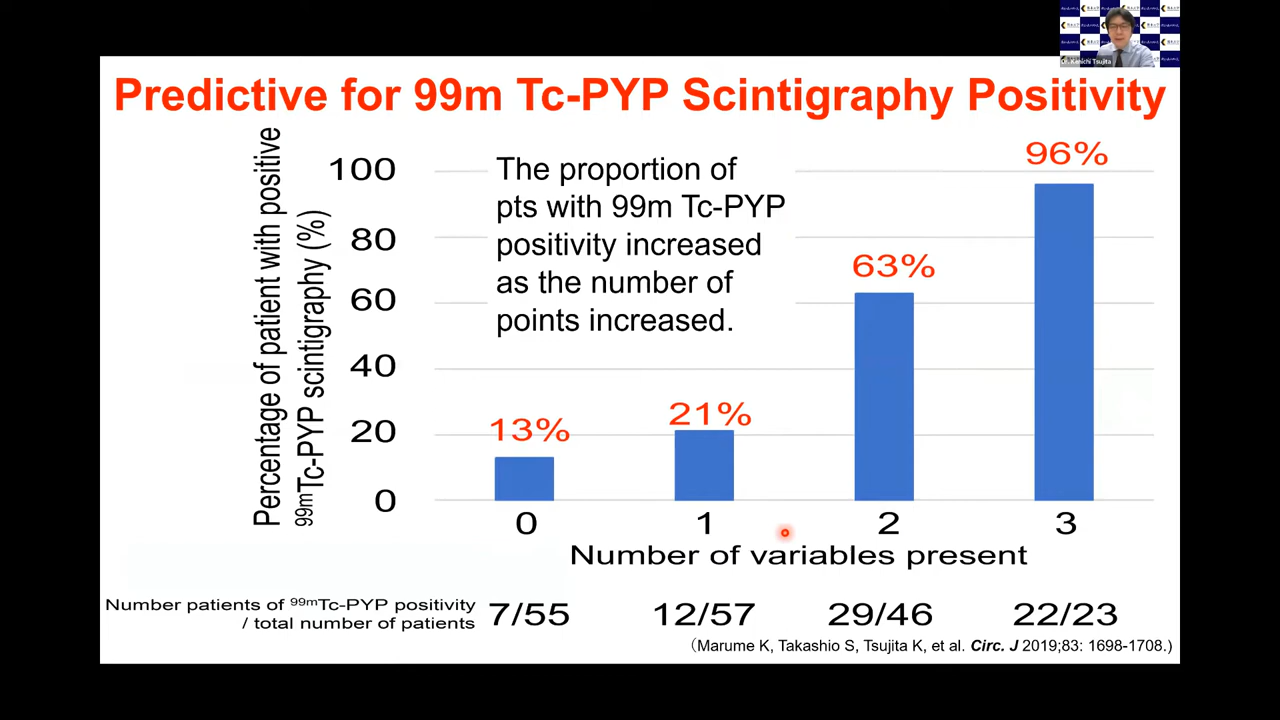 Dr. Kenichi Tsujita
Predictive for 99m Tc-PYP Scintigraphy Positivity
Percentage of patient with positive
99mTc-PYP scintigraphy (%)
100
80
60
40
20
0
The proportion of
pts with 99m Tc-PYP
positivity increased
as the number of
points increased.
13%
21%
63%
96%
0 1 2 3
Number of variables present
Number patients of 99mTc-PYP positivity
/ total number of patients
7/55 12/57 29/46 22/23
(Marume K, Takashio S, Tsujita K, et al. Circ. J 2019;83: 1698-1708.)